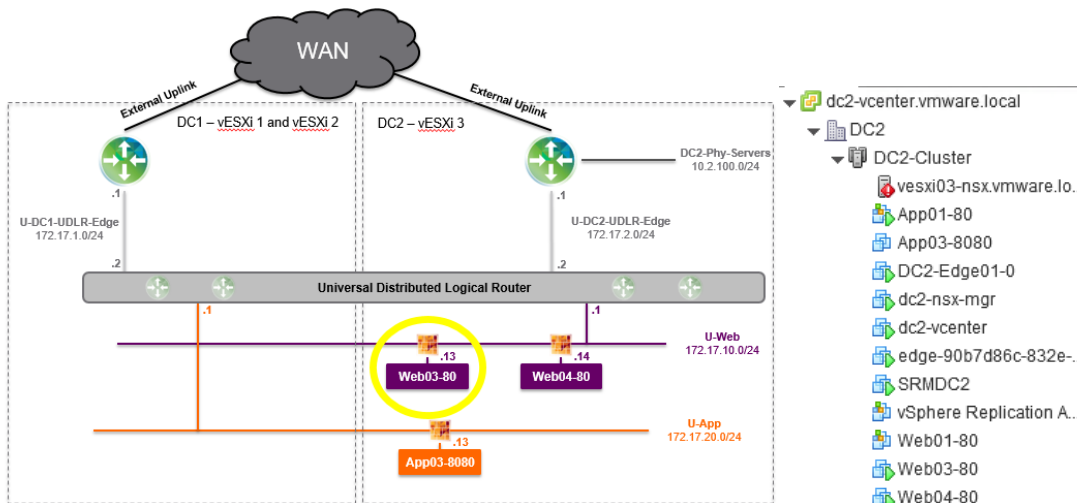 WAN
External Uplink
External Uplink
DC1 – vESXi 1 and vESXi 2
DC2 – vESXi 3
DC2-Phy-Servers
10.2.100.0/24
.1
.1
U-DC1-UDLR-Edge
172.17.1.0/24
U-DC2-UDLR-Edge
172.17.2.0/24
.2
.2
Universal Distributed Logical Router
.1
.1
U-Web
172.17.10.0/24
.13
.14
Web03-80
Web04-80
U-App
172.17.20.0/24
.13
App03-8080
dc2-vcenter.vmware.local
DC2
DC2-Cluster
vesxi03-nsx.vmware.lo...
App01-80
App03-8080
DC2-Edge01-0
dc2-nsx-mgr
dc2-vcenter
edge-90b7d86c-832e-...
SRMDC2
vSphere Replication A...
Web01-80
Web03-80
Web04-80